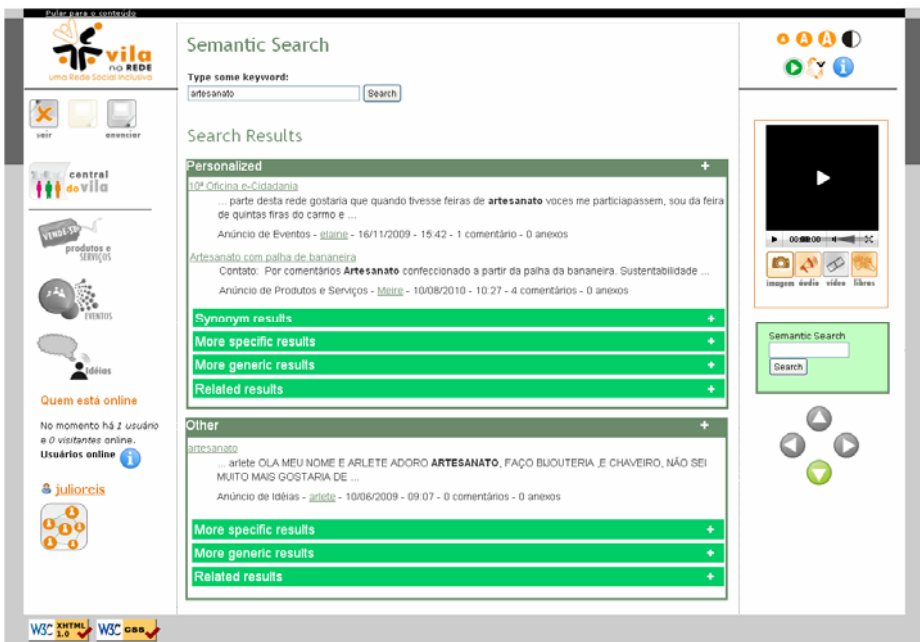 Pular para o conteúdo
vila
na REDE
uma Rede Social Inclusiva
sair
anunciar
central
do vila
VENDE-SE
produtos e
SERVIÇOS
EVENTOS
Idéias
Quem está online
No momento há 1 usuário
e 0 visitantes online.
Usuários online i
julioreis
Semantic Search
Type some keyword:
artesanato
Search
Search Results
Personalized +
10ª Oficina e-Cidadania
... parte desta rede gostaria que quando tivesse feiras de artesanato voces me particiapassem, sou da feira
de quintas firas do carmo e ...
Anúncio de Eventos - elaine - 16/11/2009 - 15:42 - 1 comentário - 0 anexos
Artesanato com palha de bananeira
Contato: Por comentários Artesanato confeccionado a partir da palha da bananeira. Sustentabilidade ...
Anúncio de Produtos e Serviços - Meire - 10/08/2010 - 10:27 - 4 comentários - 0 anexos
Synonym results +
More specific results +
More generic results +
Related results +
Other +
artesanato
... arlete OLA MEU NOME E ARLETE ADORO ARTESANATO, FAÇO BIJOUTERIA ,E CHAVEIRO, NÃO SEI
MUITO MAIS GOSTARIA DE ...
Anúncio de Idéias - arlete - 10/06/2009 - 09:07 - 0 comentários - 0 anexos
More specific results +
More generic results +
Related results +
A A A
i
00:00:00
imagem áudio vídeo libras
Semantic Search
Search
W3C XHTML 1.0
W3C CSS